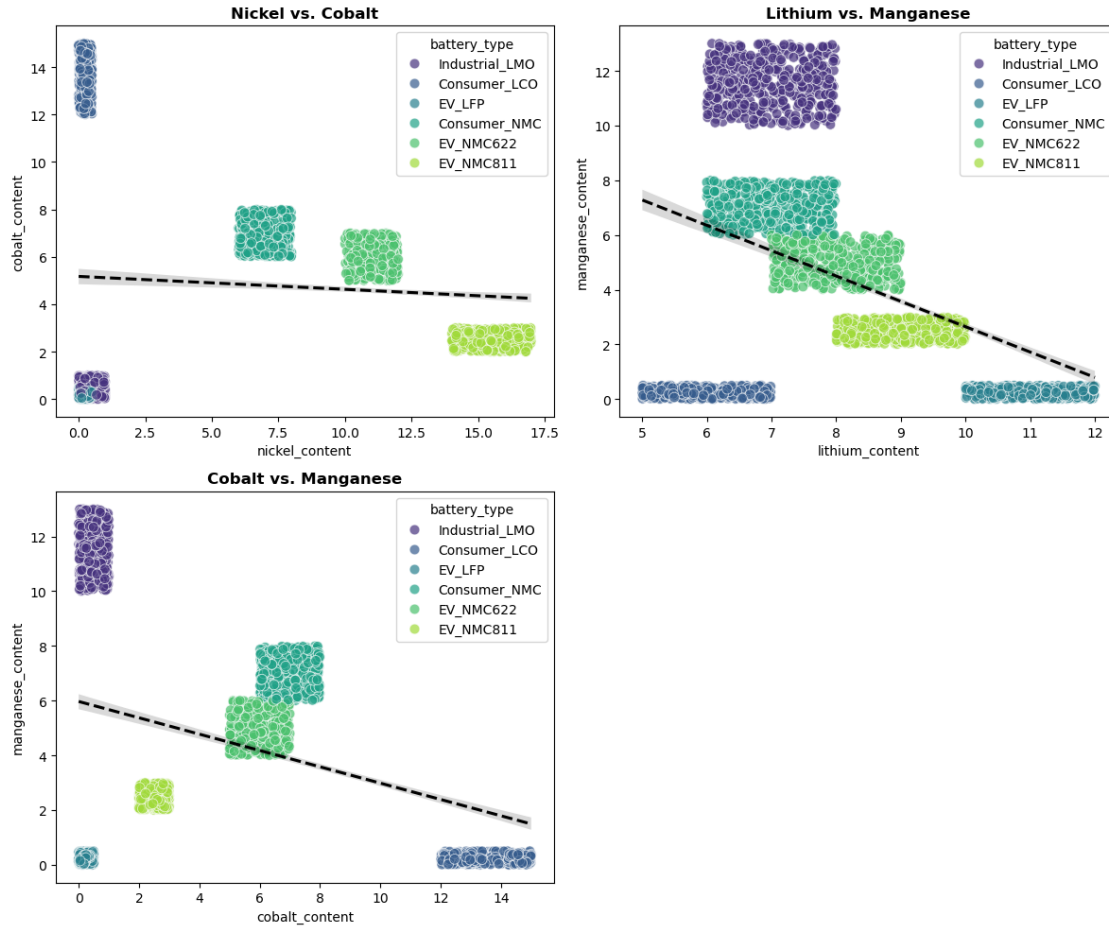 Nickel vs. Cobalt
battery_type
Industrial_LMO
Consumer_LCO
EV_LFP
Consumer_NMC
EV_NMC622
EV_NMC811
cobalt_content
14
12
10
8
6
4
2
0
0.0
2.5
5.0
7.5
10.0
12.5
15.0
17.5
nickel_content
Lithium vs. Manganese
battery_type
Industrial_LMO
Consumer_LCO
EV_LFP
Consumer_NMC
EV_NMC622
EV_NMC811
manganese_content
12
10
8
6
4
2
0
5
6
7
8
9
10
11
12
lithium_content
Cobalt vs. Manganese
battery_type
Industrial_LMO
Consumer_LCO
EV_LFP
Consumer_NMC
EV_NMC622
EV_NMC811
manganese_content
12
10
8
6
4
2
0
0
2
4
6
8
10
12
14
cobalt_content